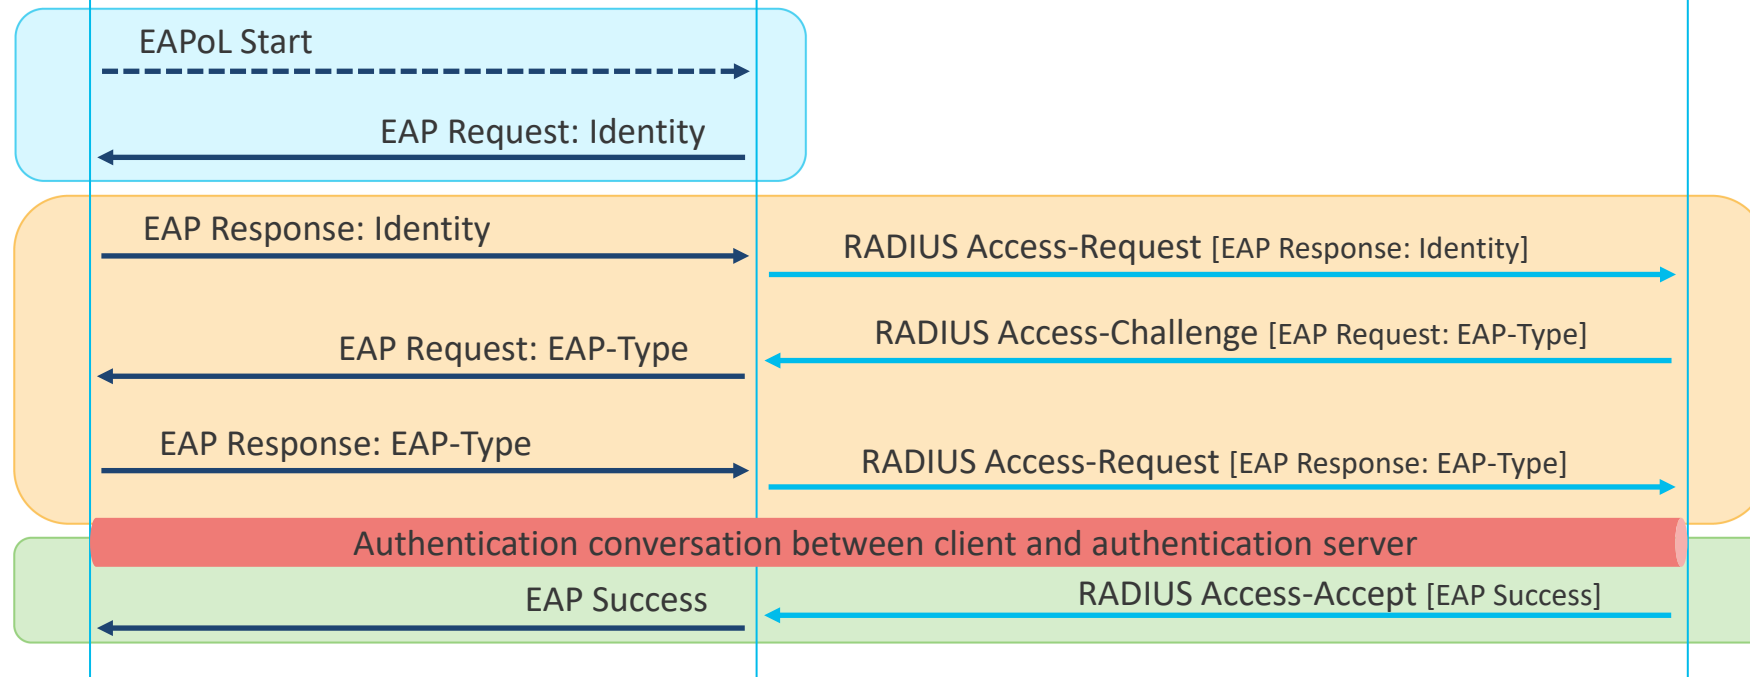 EAPoL Start
EAP Request: Identity
EAP Response: Identity
RADIUS Access-Request [EAP Response: Identity]
RADIUS Access-Challenge [EAP Request: EAP-Type]
EAP Request: EAP-Type
EAP Response: EAP-Type
RADIUS Access-Request [EAP Response: EAP-Type]
Authentication conversation between client and authentication server
EAP Success
RADIUS Access-Accept [EAP Success]